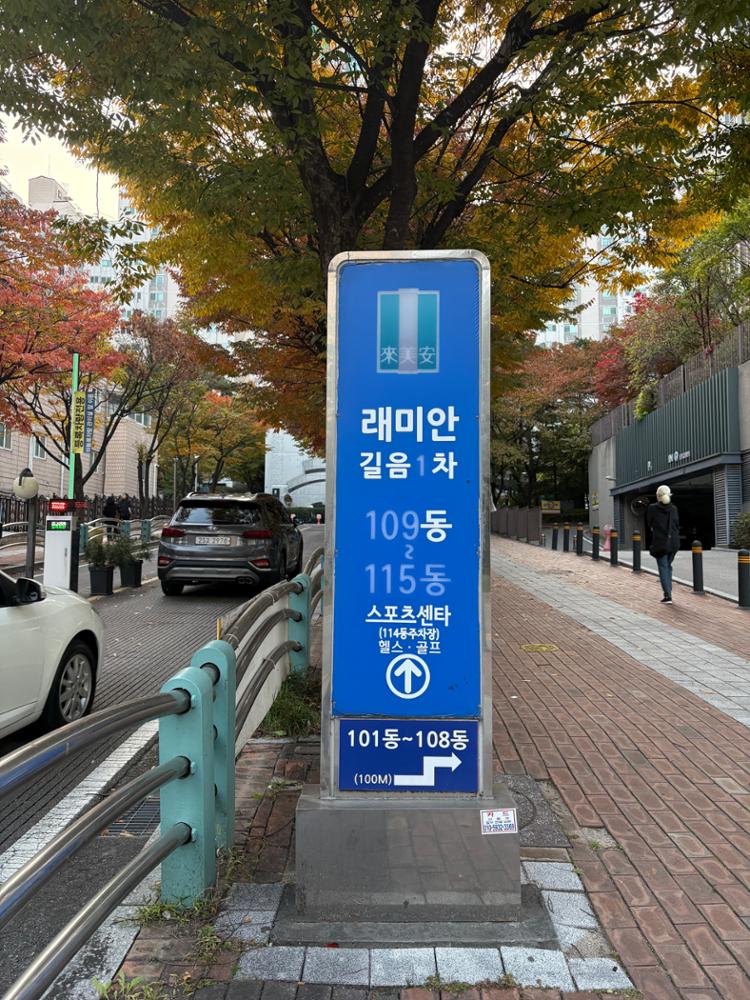 來美安
래미안
길음1차
109동
~
115동
스포츠센타
(114동주차장)
헬스·골프
101동~108동
(100M)
카드